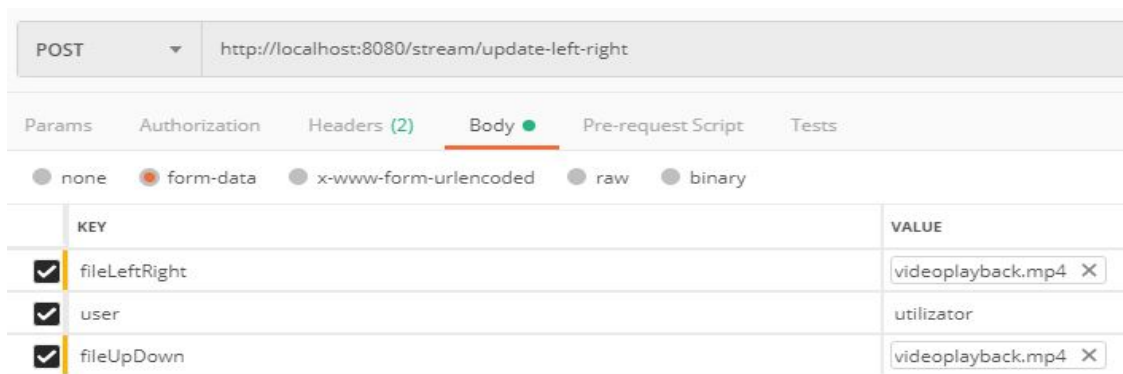 POST http://localhost:8080/stream/update-left-right
Params Authorization Headers (2) Body Pre-request Script Tests
none form-data x-www-form-urlencoded raw binary
KEY VALUE
fileLeftRight videoplayback.mp4 ✕
user utilizator
fileUpDown videoplayback.mp4 ✕